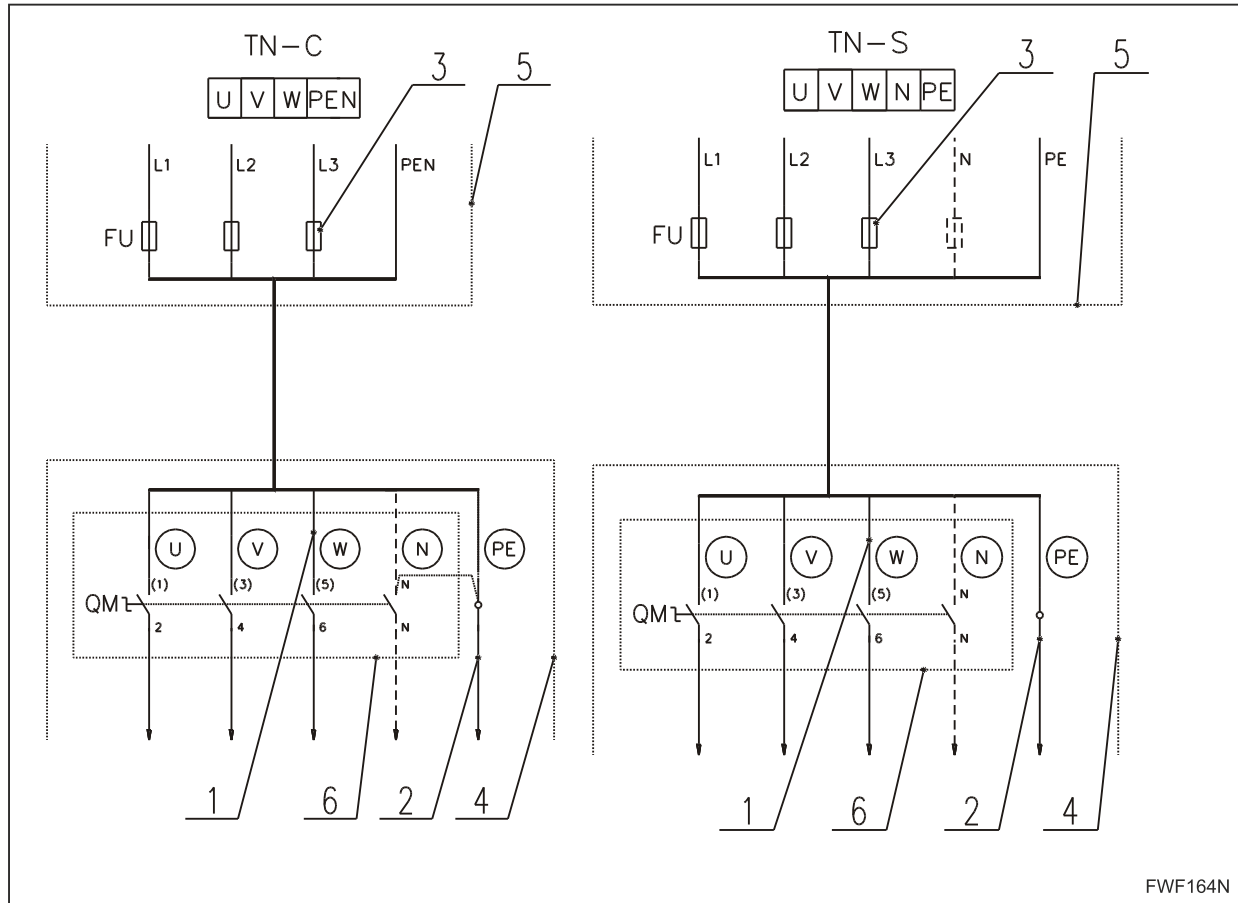 TN-C
U V W PEN
3
5
L1 L2 L3 PEN
FU
U V W N PE
(1) (3) (5) N
QM
2 4 6 N
1 6 2 4
TN-S
U V W N PE
3
5
L1 L2 L3 N PE
FU
U V W N PE
(1) (3) (5) N
QM
2 4 6 N
1 6 2 4
FWF164N